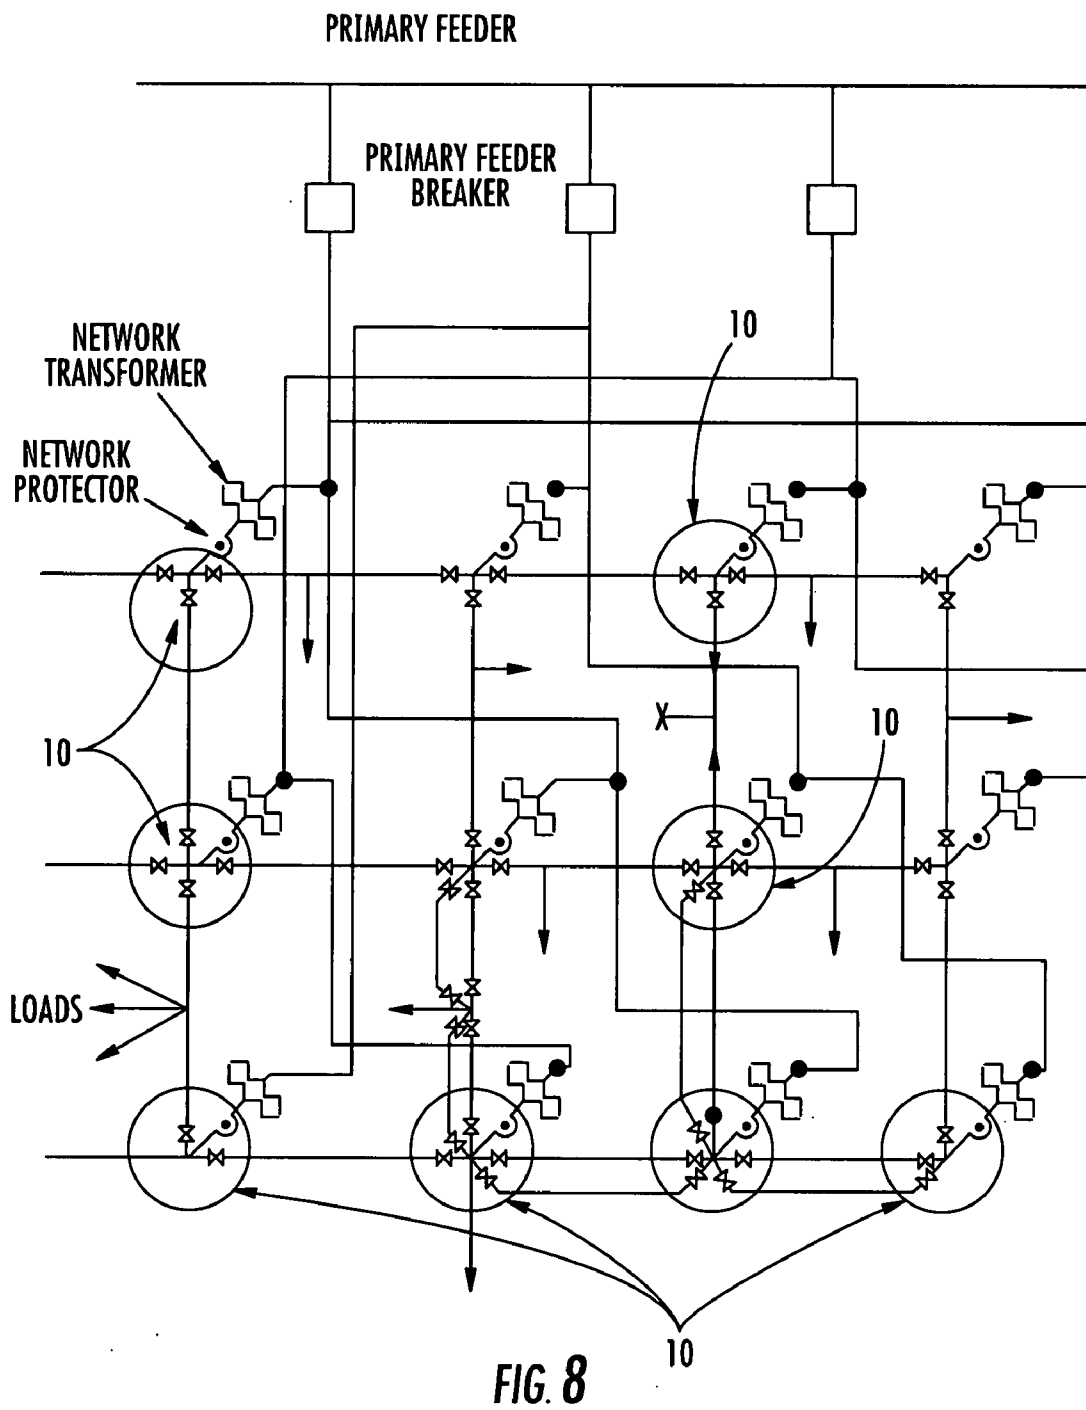 PRIMARY FEEDER
PRIMARY FEEDER
BREAKER
NETWORK
TRANSFORMER
10
NETWORK
PROTECTOR
X
10
10
LOADS
10
FIG. 8